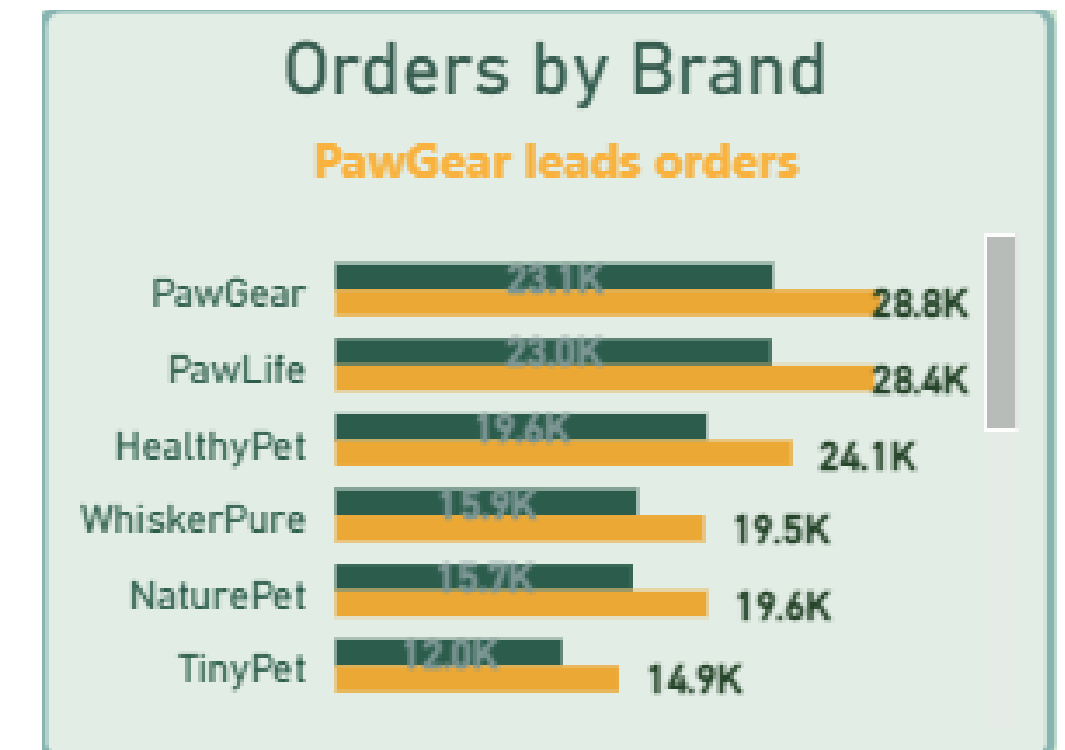 Orders by Brand
PawGear leads orders
PawGear 23.1K 28.8K
PawLife 23.0K 28.4K
HealthyPet 19.6K 24.1K
WhiskerPure 15.9K 19.5K
NaturePet 15.7K 19.6K
TinyPet 12.0K 14.9K